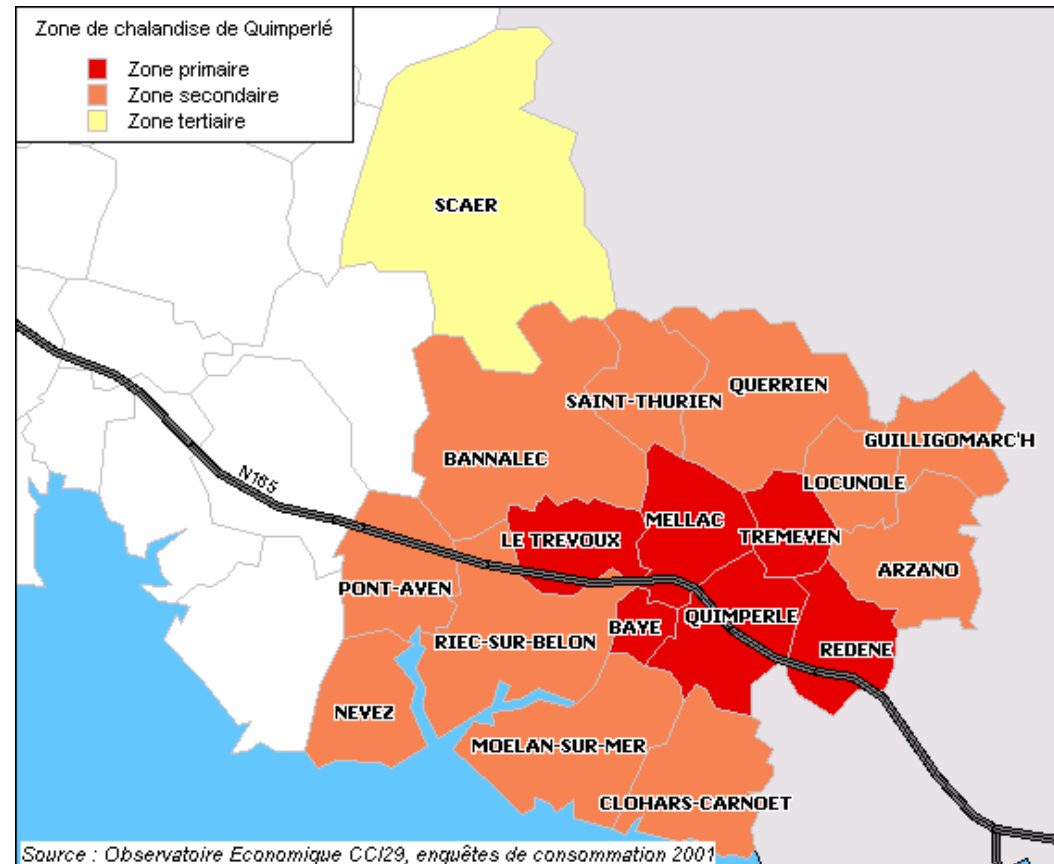 Zone de chalandise de Quimperlé
Zone primaire
Zone secondaire
Zone tertiaire
SCAER
QUERRIEN
SAINT-THURIEN
GUILLIGOMARC'H
BANNALEC
LOCUNOLE
N165
MELLAC
LE TREVOUX
TREMEVEN
ARZANO
PONT-AVEN
QUIMPERLE
BAYE
RIEC-SUR-BELON
REDENE
NEVEZ
MOELAN-SUR-MER
CLOHARS-CARNOET
Source : Observatoire Economique CCI29, enquêtes de consommation 2001